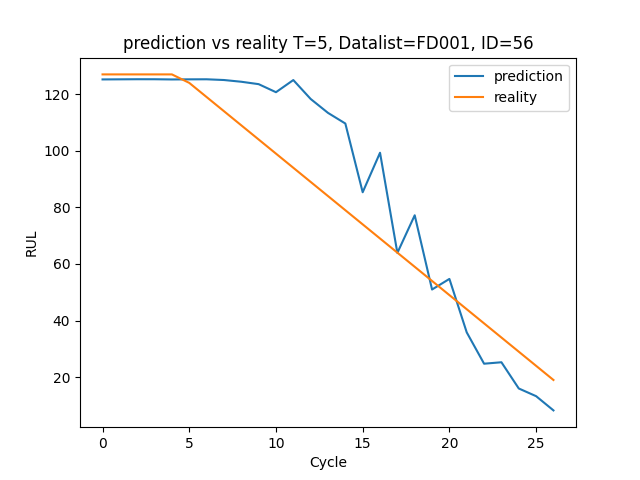 prediction vs reality T=5, Datalist=FD001, ID=56
prediction
reality
120
100
80
60
40
20
RUL
0 5 10 15 20 25
Cycle